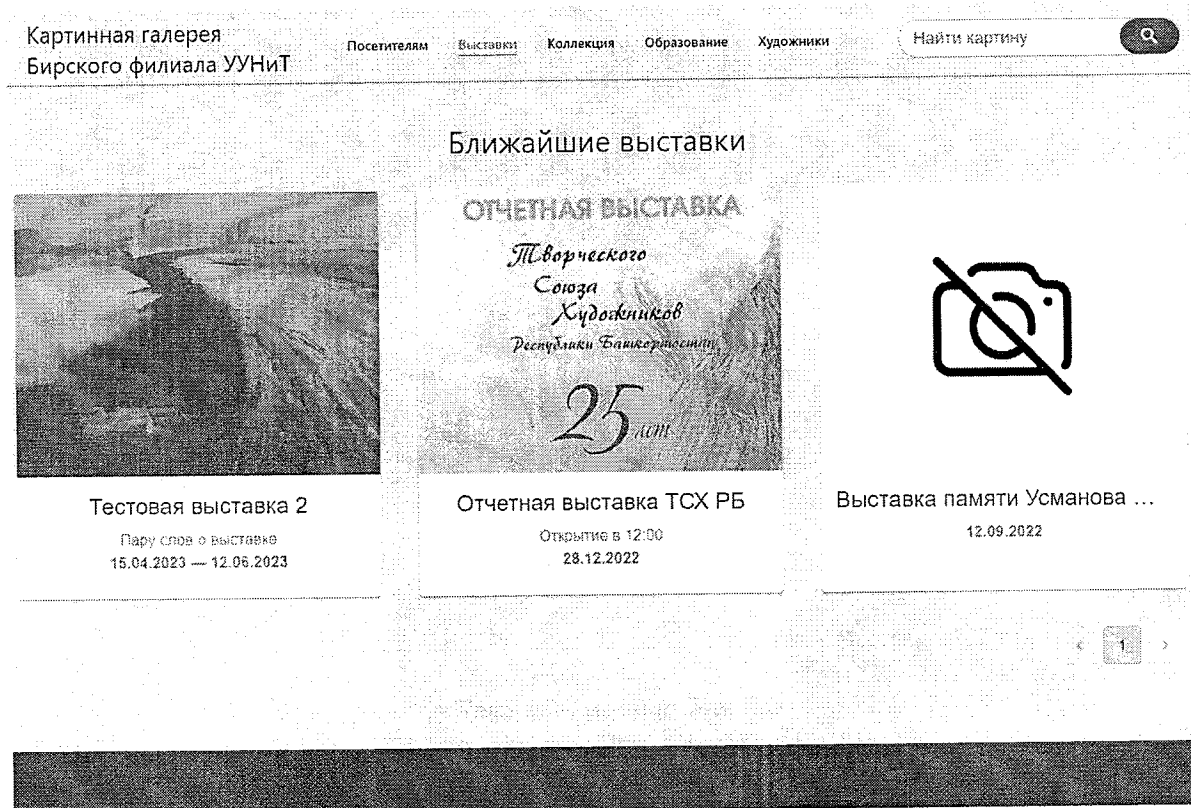 Картинная галерея
Бирского филиала УУНиТ
Посетителям Выставки Коллекция Образование Художники
Найти картину
Ближайшие выставки
ОТЧЕТНАЯ ВЫСТАВКА
Творческого
Союза
Художников
Республики Башкортостан
25 лет
Тестовая выставка 2
Пару слов о выставке
15.04.2023 — 12.06.2023
Отчетная выставка ТСХ РБ
Открытие в 12:00
28.12.2022
Выставка памяти Усманова ...
12.09.2022
‹ 1 ›